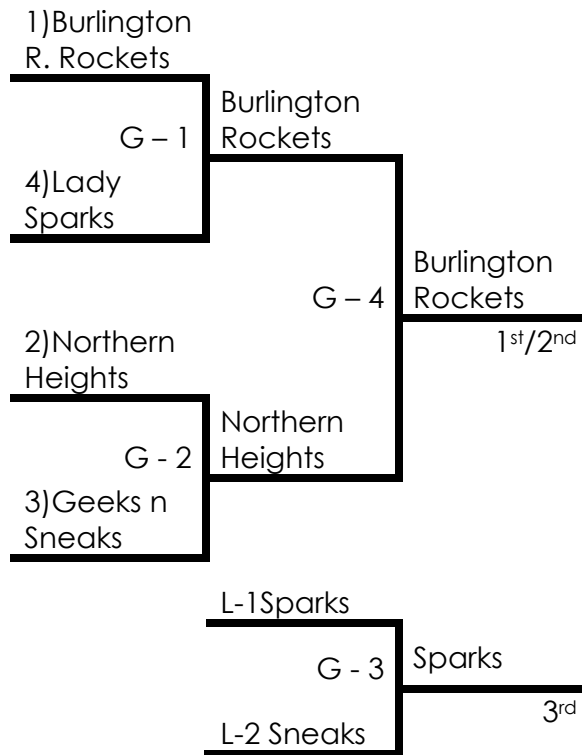 1)Burlington
R. Rockets
G – 1
4)Lady
Sparks
Burlington
Rockets
G – 4
Burlington
Rockets
1st/2nd
2)Northern
Heights
G - 2
3)Geeks n
Sneaks
Northern
Heights
L-1Sparks
G - 3
L-2 Sneaks
Sparks
3rd